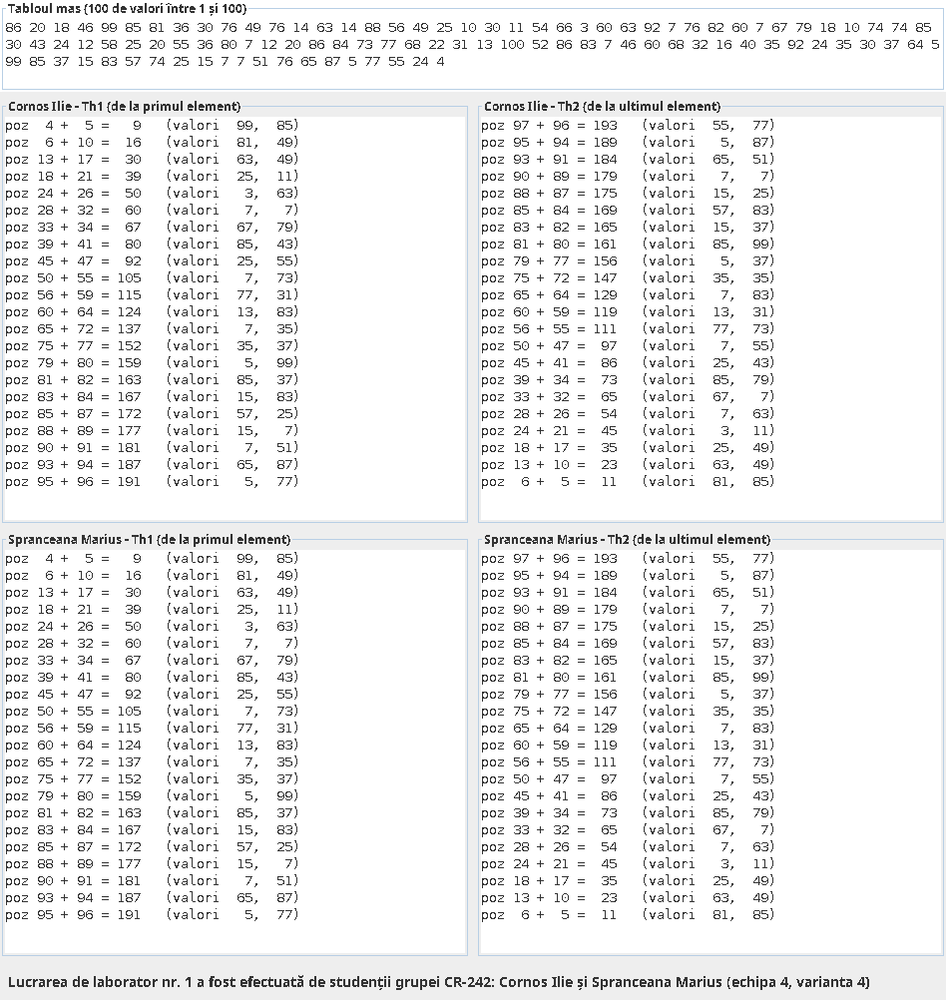 Tabloul mas (100 de valori între 1 și 100)
86 20 18 46 99 85 81 36 30 76 49 76 14 63 14 88 56 49 25 10 30 11 54 66 3 60 63 92 7 76 82 60 7 67 79 18 10 74 74 85
30 43 24 12 58 25 20 55 36 80 7 12 20 86 84 73 77 68 22 31 13 100 52 86 83 7 46 60 68 32 16 40 35 92 24 35 30 37 64 5
99 85 37 15 83 57 74 25 15 7 7 51 76 65 87 5 77 55 24 4
Cornos Ilie - Th1 (de la primul element)
poz 4 + 5 = 9 (valori 99, 85)
poz 6 + 10 = 16 (valori 81, 49)
poz 13 + 17 = 30 (valori 63, 49)
poz 18 + 21 = 39 (valori 25, 11)
poz 24 + 26 = 50 (valori 3, 63)
poz 28 + 32 = 60 (valori 7, 7)
poz 33 + 34 = 67 (valori 67, 79)
poz 39 + 41 = 80 (valori 85, 43)
poz 45 + 47 = 92 (valori 25, 55)
poz 50 + 55 = 105 (valori 7, 73)
poz 56 + 59 = 115 (valori 77, 31)
poz 60 + 64 = 124 (valori 13, 83)
poz 65 + 72 = 137 (valori 7, 35)
poz 75 + 77 = 152 (valori 35, 37)
poz 79 + 80 = 159 (valori 5, 99)
poz 81 + 82 = 163 (valori 85, 37)
poz 83 + 84 = 167 (valori 15, 83)
poz 85 + 87 = 172 (valori 57, 25)
poz 88 + 89 = 177 (valori 15, 7)
poz 90 + 91 = 181 (valori 7, 51)
poz 93 + 94 = 187 (valori 65, 87)
poz 95 + 96 = 191 (valori 5, 77)
Cornos Ilie - Th2 (de la ultimul element)
poz 97 + 96 = 193 (valori 55, 77)
poz 95 + 94 = 189 (valori 5, 87)
poz 93 + 91 = 184 (valori 65, 51)
poz 90 + 89 = 179 (valori 7, 7)
poz 88 + 87 = 175 (valori 15, 25)
poz 85 + 84 = 169 (valori 57, 83)
poz 83 + 82 = 165 (valori 15, 37)
poz 81 + 80 = 161 (valori 85, 99)
poz 79 + 77 = 156 (valori 5, 37)
poz 75 + 72 = 147 (valori 35, 35)
poz 65 + 64 = 129 (valori 7, 83)
poz 60 + 59 = 119 (valori 13, 31)
poz 56 + 55 = 111 (valori 77, 73)
poz 50 + 47 = 97 (valori 7, 55)
poz 45 + 41 = 86 (valori 25, 43)
poz 39 + 34 = 73 (valori 85, 79)
poz 33 + 32 = 65 (valori 67, 7)
poz 28 + 26 = 54 (valori 7, 63)
poz 24 + 21 = 45 (valori 3, 11)
poz 18 + 17 = 35 (valori 25, 49)
poz 13 + 10 = 23 (valori 63, 49)
poz 6 + 5 = 11 (valori 81, 85)
Spranceana Marius - Th1 (de la primul element)
poz 4 + 5 = 9 (valori 99, 85)
poz 6 + 10 = 16 (valori 81, 49)
poz 13 + 17 = 30 (valori 63, 49)
poz 18 + 21 = 39 (valori 25, 11)
poz 24 + 26 = 50 (valori 3, 63)
poz 28 + 32 = 60 (valori 7, 7)
poz 33 + 34 = 67 (valori 67, 79)
poz 39 + 41 = 80 (valori 85, 43)
poz 45 + 47 = 92 (valori 25, 55)
poz 50 + 55 = 105 (valori 7, 73)
poz 56 + 59 = 115 (valori 77, 31)
poz 60 + 64 = 124 (valori 13, 83)
poz 65 + 72 = 137 (valori 7, 35)
poz 75 + 77 = 152 (valori 35, 37)
poz 79 + 80 = 159 (valori 5, 99)
poz 81 + 82 = 163 (valori 85, 37)
poz 83 + 84 = 167 (valori 15, 83)
poz 85 + 87 = 172 (valori 57, 25)
poz 88 + 89 = 177 (valori 15, 7)
poz 90 + 91 = 181 (valori 7, 51)
poz 93 + 94 = 187 (valori 65, 87)
poz 95 + 96 = 191 (valori 5, 77)
Spranceana Marius - Th2 (de la ultimul element)
poz 97 + 96 = 193 (valori 55, 77)
poz 95 + 94 = 189 (valori 5, 87)
poz 93 + 91 = 184 (valori 65, 51)
poz 90 + 89 = 179 (valori 7, 7)
poz 88 + 87 = 175 (valori 15, 25)
poz 85 + 84 = 169 (valori 57, 83)
poz 83 + 82 = 165 (valori 15, 37)
poz 81 + 80 = 161 (valori 85, 99)
poz 79 + 77 = 156 (valori 5, 37)
poz 75 + 72 = 147 (valori 35, 35)
poz 65 + 64 = 129 (valori 7, 83)
poz 60 + 59 = 119 (valori 13, 31)
poz 56 + 55 = 111 (valori 77, 73)
poz 50 + 47 = 97 (valori 7, 55)
poz 45 + 41 = 86 (valori 25, 43)
poz 39 + 34 = 73 (valori 85, 79)
poz 33 + 32 = 65 (valori 67, 7)
poz 28 + 26 = 54 (valori 7, 63)
poz 24 + 21 = 45 (valori 3, 11)
poz 18 + 17 = 35 (valori 25, 49)
poz 13 + 10 = 23 (valori 63, 49)
poz 6 + 5 = 11 (valori 81, 85)
Lucrarea de laborator nr. 1 a fost efectuată de studenții grupei CR-242: Cornos Ilie și Spranceana Marius (echipa 4, varianta 4)